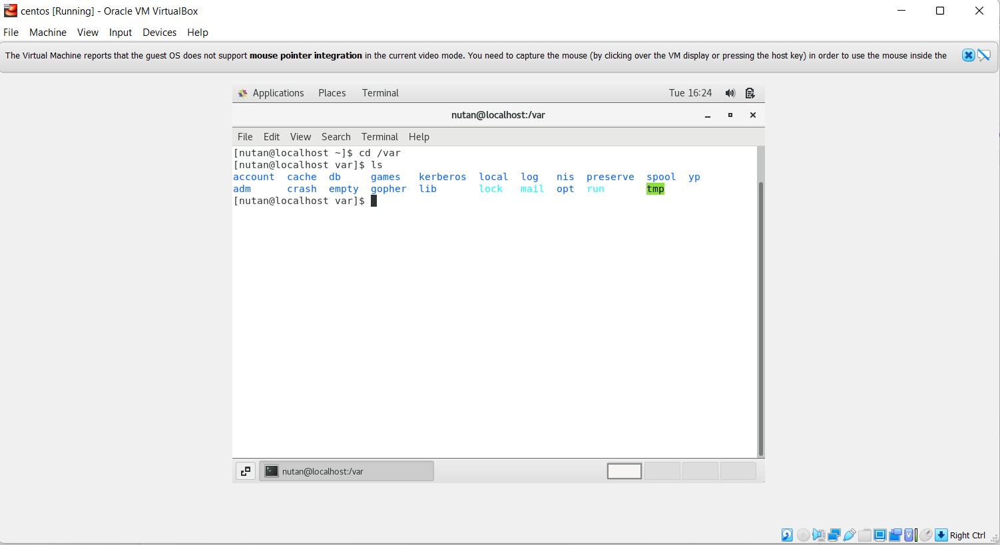 centos [Running] - Oracle VM VirtualBox
File Machine View Input Devices Help
The Virtual Machine reports that the guest OS does not support mouse pointer integration in the current video mode. You need to capture the mouse (by clicking over the VM display or pressing the host key) in order to use the mouse inside the
Applications Places Terminal Tue 16:24
nutan@localhost:/var
File Edit View Search Terminal Help
[nutan@localhost ~]$ cd /var
[nutan@localhost var]$ ls
account cache db games kerberos local log nis preserve spool yp
adm crash empty gopher lib lock mail opt run tmp
[nutan@localhost var]$
nutan@localhost:/var
Right Ctrl